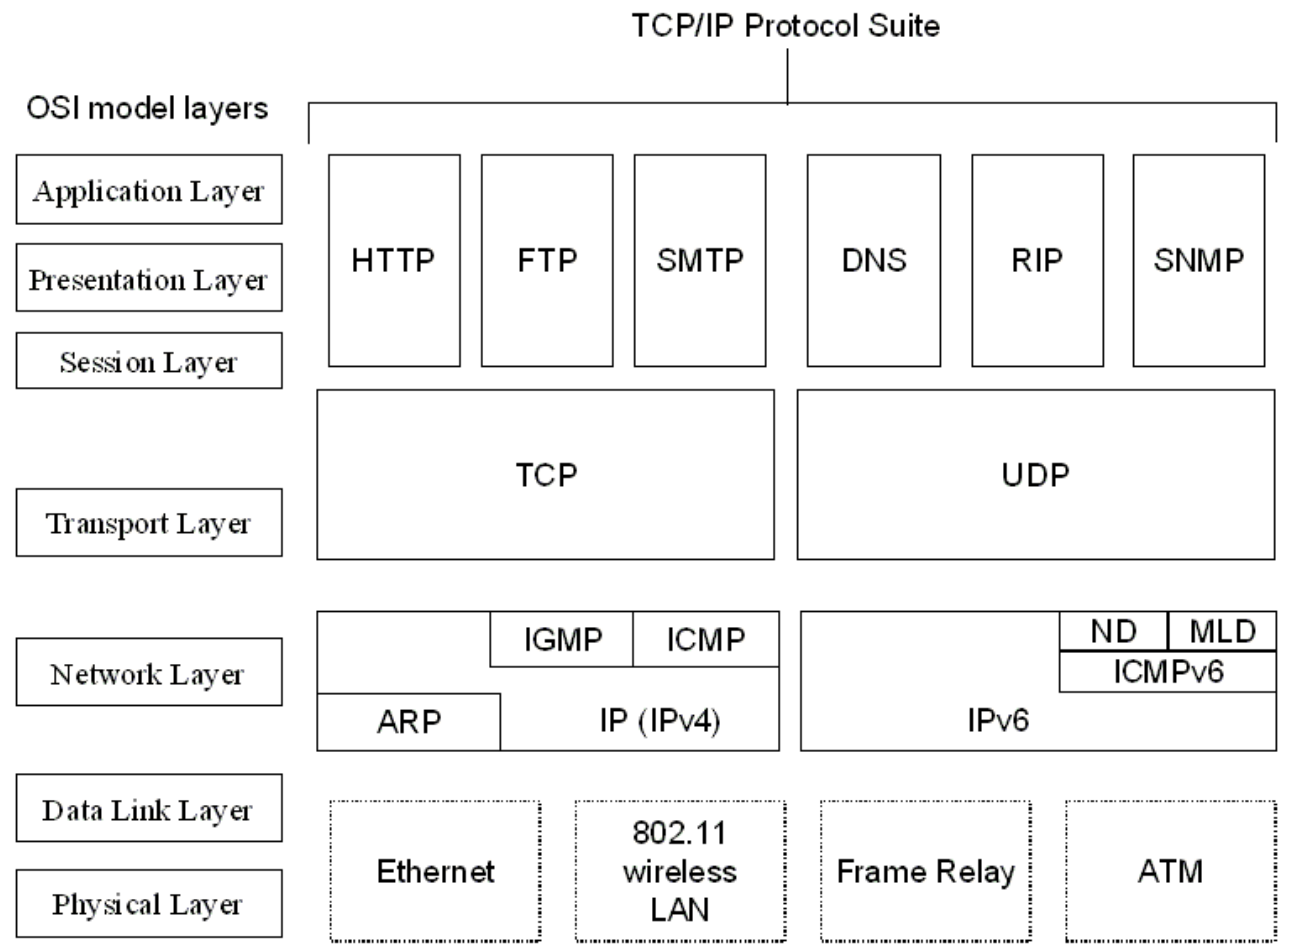 TCP/IP Protocol Suite
OSI model layers
Application Layer
Presentation Layer
Session Layer
HTTP
FTP
SMTP
DNS
RIP
SNMP
Transport Layer
TCP
UDP
Network Layer
IGMP
ICMP
ARP
IP (IPv4)
ND
MLD
ICMPv6
IPv6
Data Link Layer
Physical Layer
Ethernet
802.11
wireless
LAN
Frame Relay
ATM